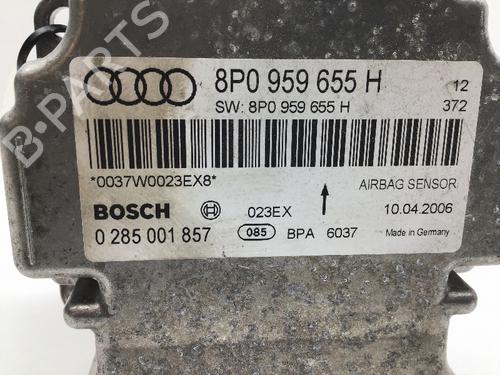 8P0 959 655 H 12
SW: 8P0 959 655 H 372
*0037W0023EX8* AIRBAG SENSOR
BOSCH 023EX 10.04.2006
0 285 001 857 085 BPA 6037 Made in Germany
B-PARTS